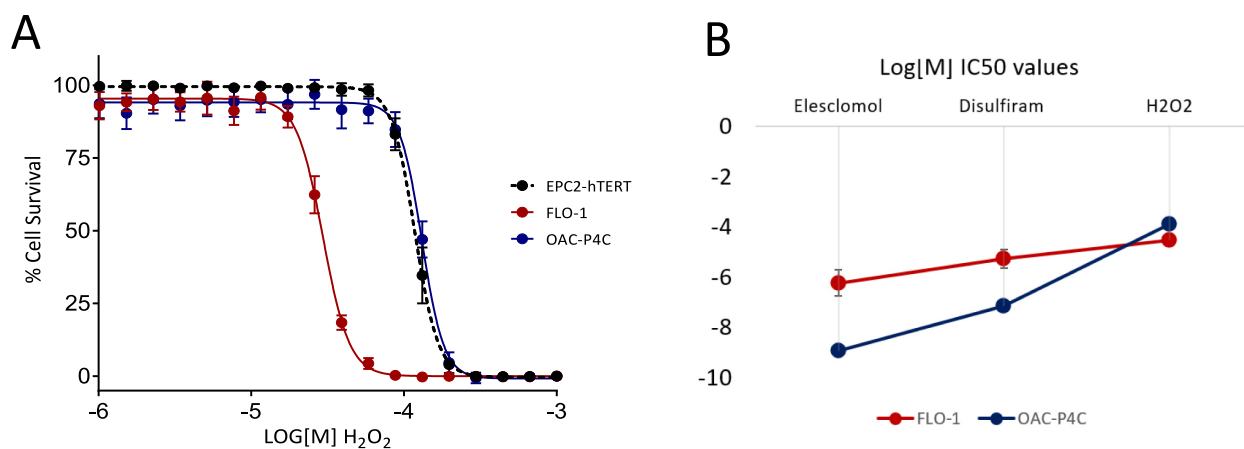 A
% Cell Survival
100
75
50
25
0
-6
-5
-4
-3
LOG[M] H₂O₂
EPC2-hTERT
FLO-1
OAC-P4C
B
Log[M] IC50 values
Elesclomol
Disulfiram
H2O2
0
-2
-4
-6
-8
-10
FLO-1
OAC-P4C